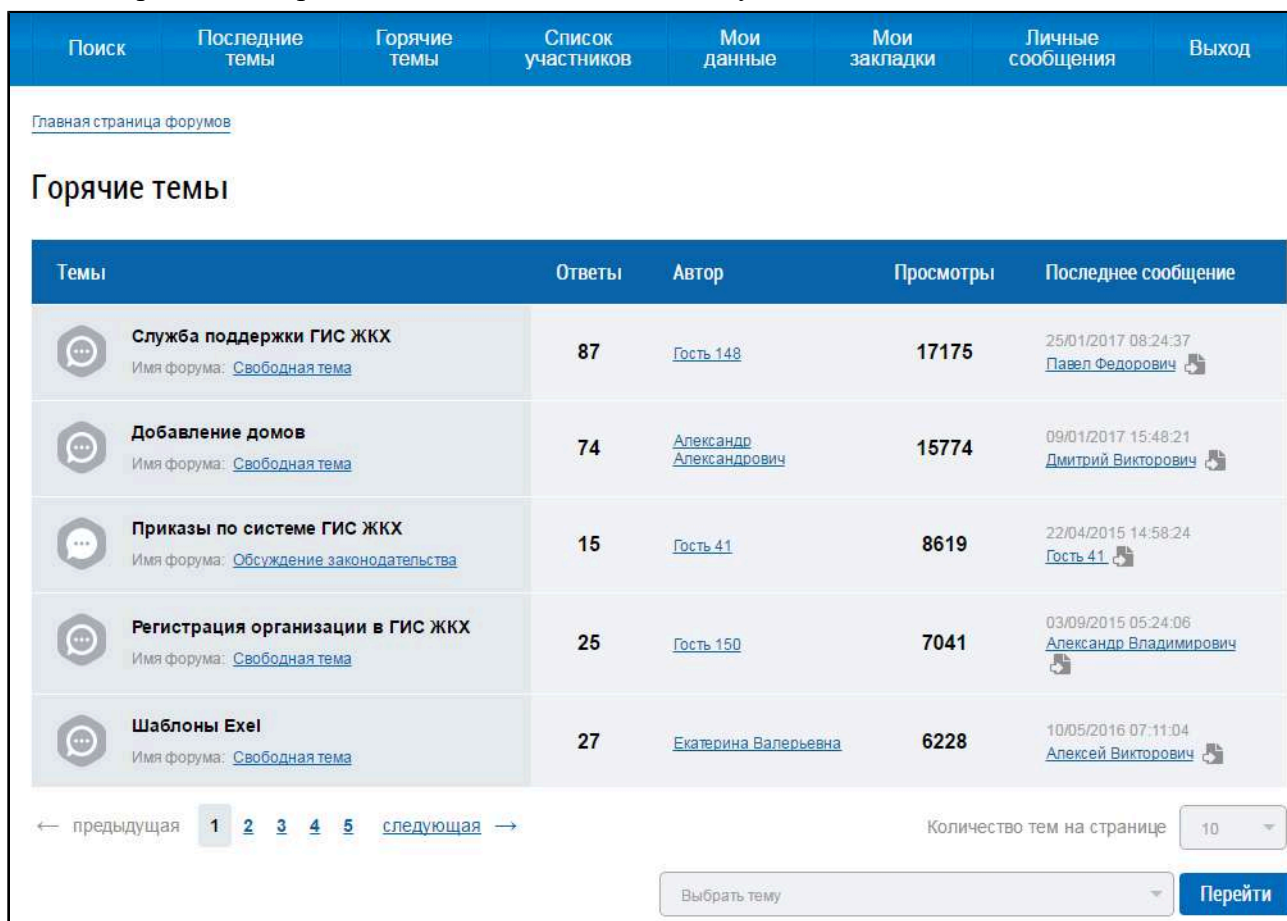 Поиск
Последние темы
Горячие темы
Список участников
Мои данные
Мои закладки
Личные сообщения
Выход
Главная страница форумов
Горячие темы
Темы Ответы Автор Просмотры Последнее сообщение
Служба поддержки ГИС ЖКХ
Имя форума: Свободная тема
87
Гость 148
17175
25/01/2017 08:24:37
Павел Федорович
Добавление домов
Имя форума: Свободная тема
74
Александр
Александрович
15774
09/01/2017 15:48:21
Дмитрий Викторович
Приказы по системе ГИС ЖКХ
Имя форума: Обсуждение законодательства
15
Гость 41
8619
22/04/2015 14:58:24
Гость 41
Регистрация организации в ГИС ЖКХ
Имя форума: Свободная тема
25
Гость 150
7041
03/09/2015 05:24:06
Александр Владимирович
Шаблоны Exel
Имя форума: Свободная тема
27
Екатерина Валерьевна
6228
10/05/2016 07:11:04
Алексей Викторович
← предыдущая 1 2 3 4 5 следующая →
Количество тем на странице 10
Выбрать тему
Перейти